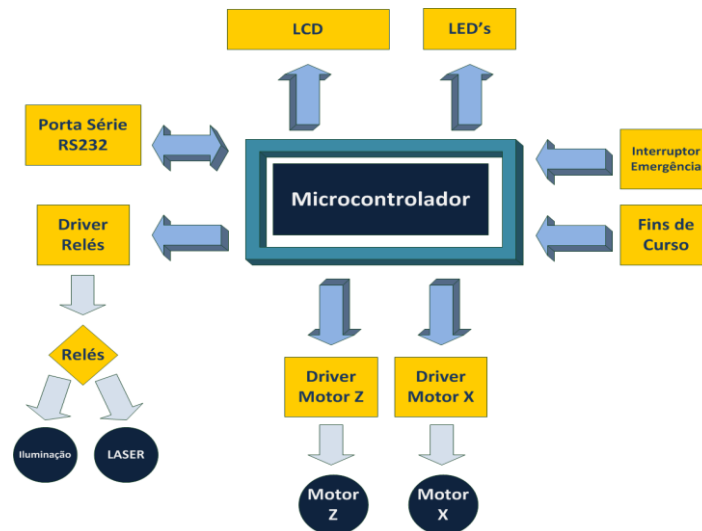 LCD
LED's
Porta Série
RS232
Interruptor
Emergência
Microcontrolador
Driver
Relés
Fins de
Curso
Relés
Driver
Motor Z
Driver
Motor X
Iluminação
LASER
Motor
Z
Motor
X